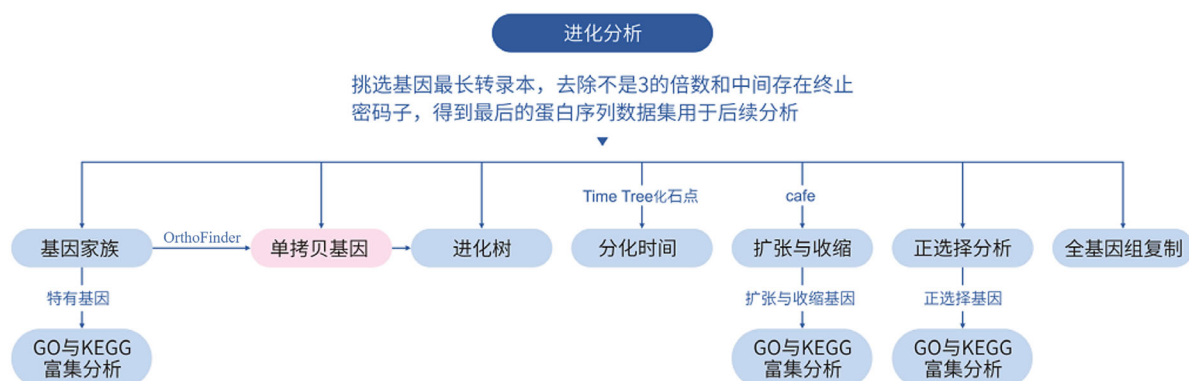 进化分析
挑选基因最长转录本，去除不是3的倍数和中间存在终止
密码子，得到最后的蛋白序列数据集用于后续分析
Time Tree化石点
cafe
基因家族
OrthoFinder
单拷贝基因
进化树
分化时间
扩张与收缩
正选择分析
全基因组复制
特有基因
扩张与收缩基因
正选择基因
GO与KEGG
富集分析
GO与KEGG
富集分析
GO与KEGG
富集分析